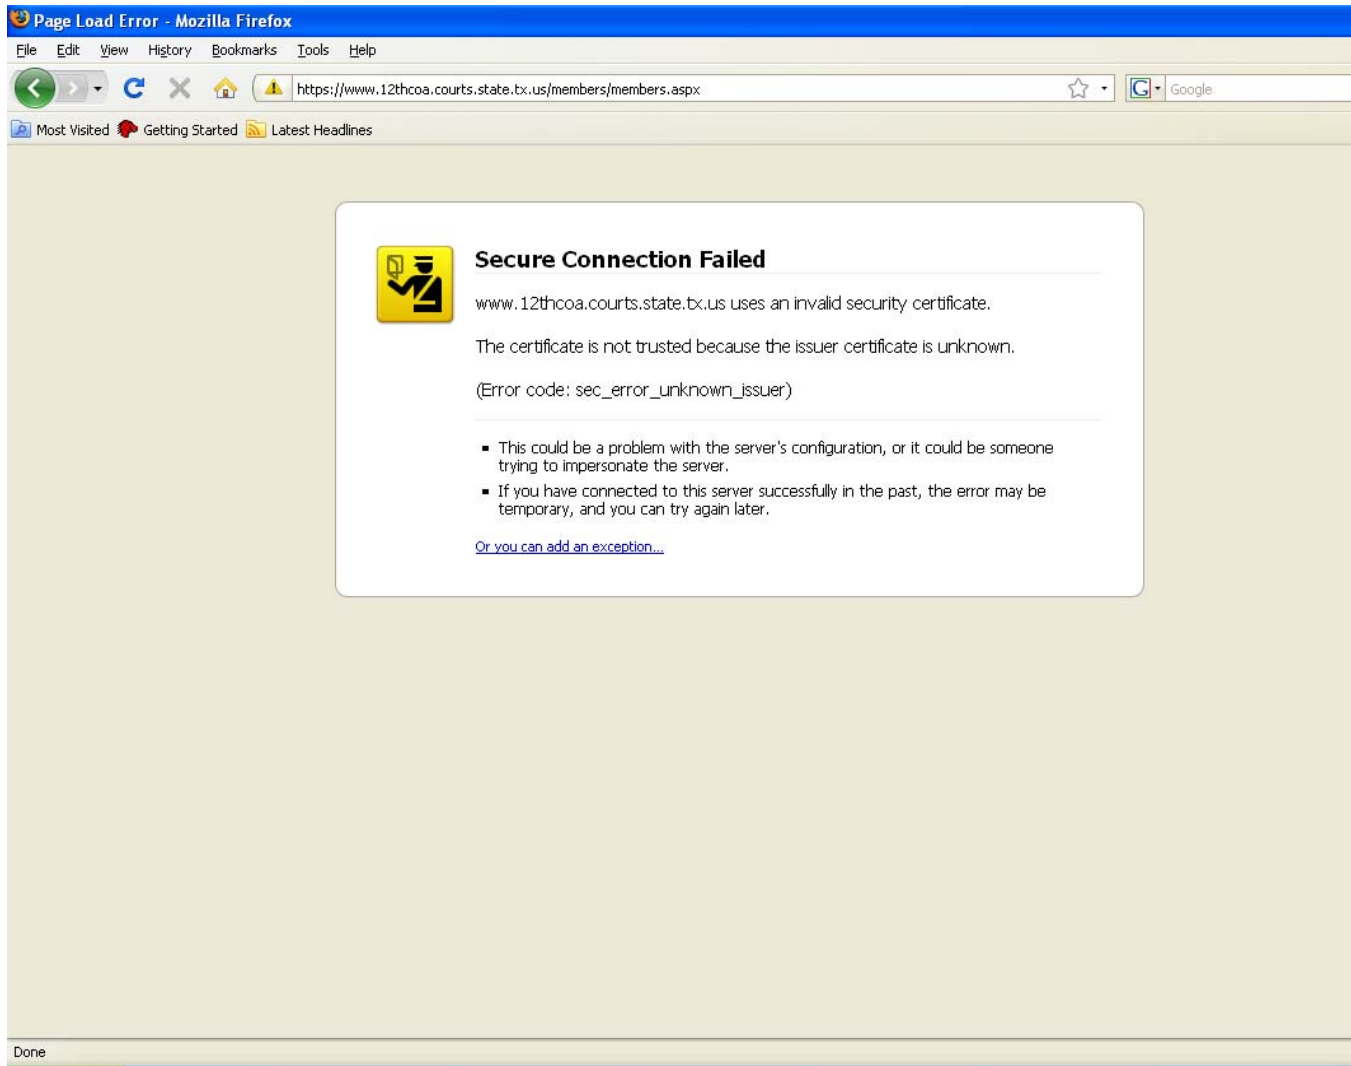 Page Load Error - Mozilla Firefox
File Edit View History Bookmarks Tools Help
https://www.12thcoa.courts.state.tx.us/members/members.aspx G Google
Most Visited Getting Started Latest Headlines
Secure Connection Failed
www.12thcoa.courts.state.tx.us uses an invalid security certificate.
The certificate is not trusted because the issuer certificate is unknown.
(Error code: sec_error_unknown_issuer)
This could be a problem with the server's configuration, or it could be someone
trying to impersonate the server.
If you have connected to this server successfully in the past, the error may be
temporary, and you can try again later.
Or you can add an exception...
Done